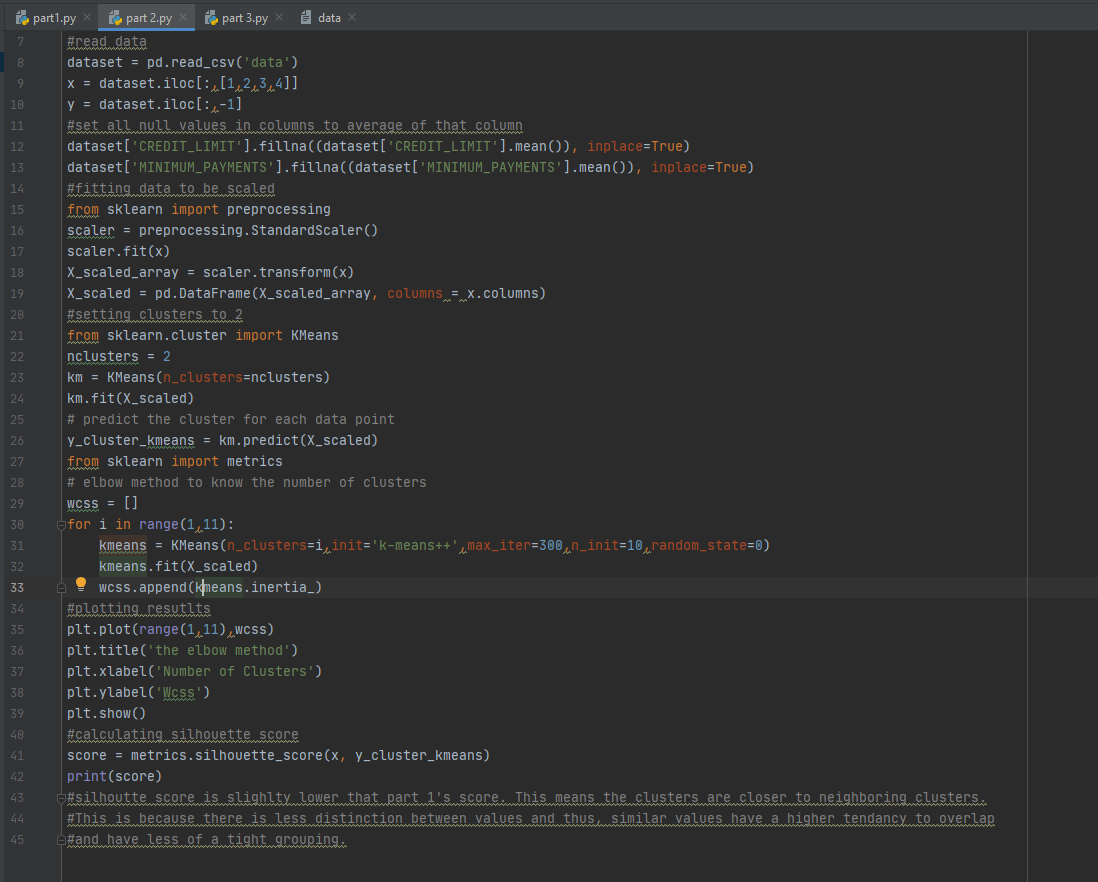 part1.py part 2.py part 3.py data
7 #read data
8 dataset = pd.read_csv('data')
9 x = dataset.iloc[:,[1,2,3,4]]
10 y = dataset.iloc[:,-1]
11 #set all null values in columns to average of that column
12 dataset['CREDIT_LIMIT'].fillna((dataset['CREDIT_LIMIT'].mean()), inplace=True)
13 dataset['MINIMUM_PAYMENTS'].fillna((dataset['MINIMUM_PAYMENTS'].mean()), inplace=True)
14 #fitting data to be scaled
15 from sklearn import preprocessing
16 scaler = preprocessing.StandardScaler()
17 scaler.fit(x)
18 X_scaled_array = scaler.transform(x)
19 X_scaled = pd.DataFrame(X_scaled_array, columns = x.columns)
20 #setting clusters to 2
21 from sklearn.cluster import KMeans
22 nclusters = 2
23 km = KMeans(n_clusters=nclusters)
24 km.fit(X_scaled)
25 # predict the cluster for each data point
26 y_cluster_kmeans = km.predict(X_scaled)
27 from sklearn import metrics
28 # elbow method to know the number of clusters
29 wcss = []
30 for i in range(1,11):
31     kmeans = KMeans(n_clusters=i,init='k-means++',max_iter=300,n_init=10,random_state=0)
32     kmeans.fit(X_scaled)
33     wcss.append(kmeans.inertia_)
34 #plotting resutlts
35 plt.plot(range(1,11),wcss)
36 plt.title('the elbow method')
37 plt.xlabel('Number of Clusters')
38 plt.ylabel('Wcss')
39 plt.show()
40 #calculating silhouette score
41 score = metrics.silhouette_score(x, y_cluster_kmeans)
42 print(score)
43 #silhoutte score is slighlty lower that part 1's score. This means the clusters are closer to neighboring clusters.
44 #This is because there is less distinction between values and thus, similar values have a higher tendancy to overlap
45 #and have less of a tight grouping.